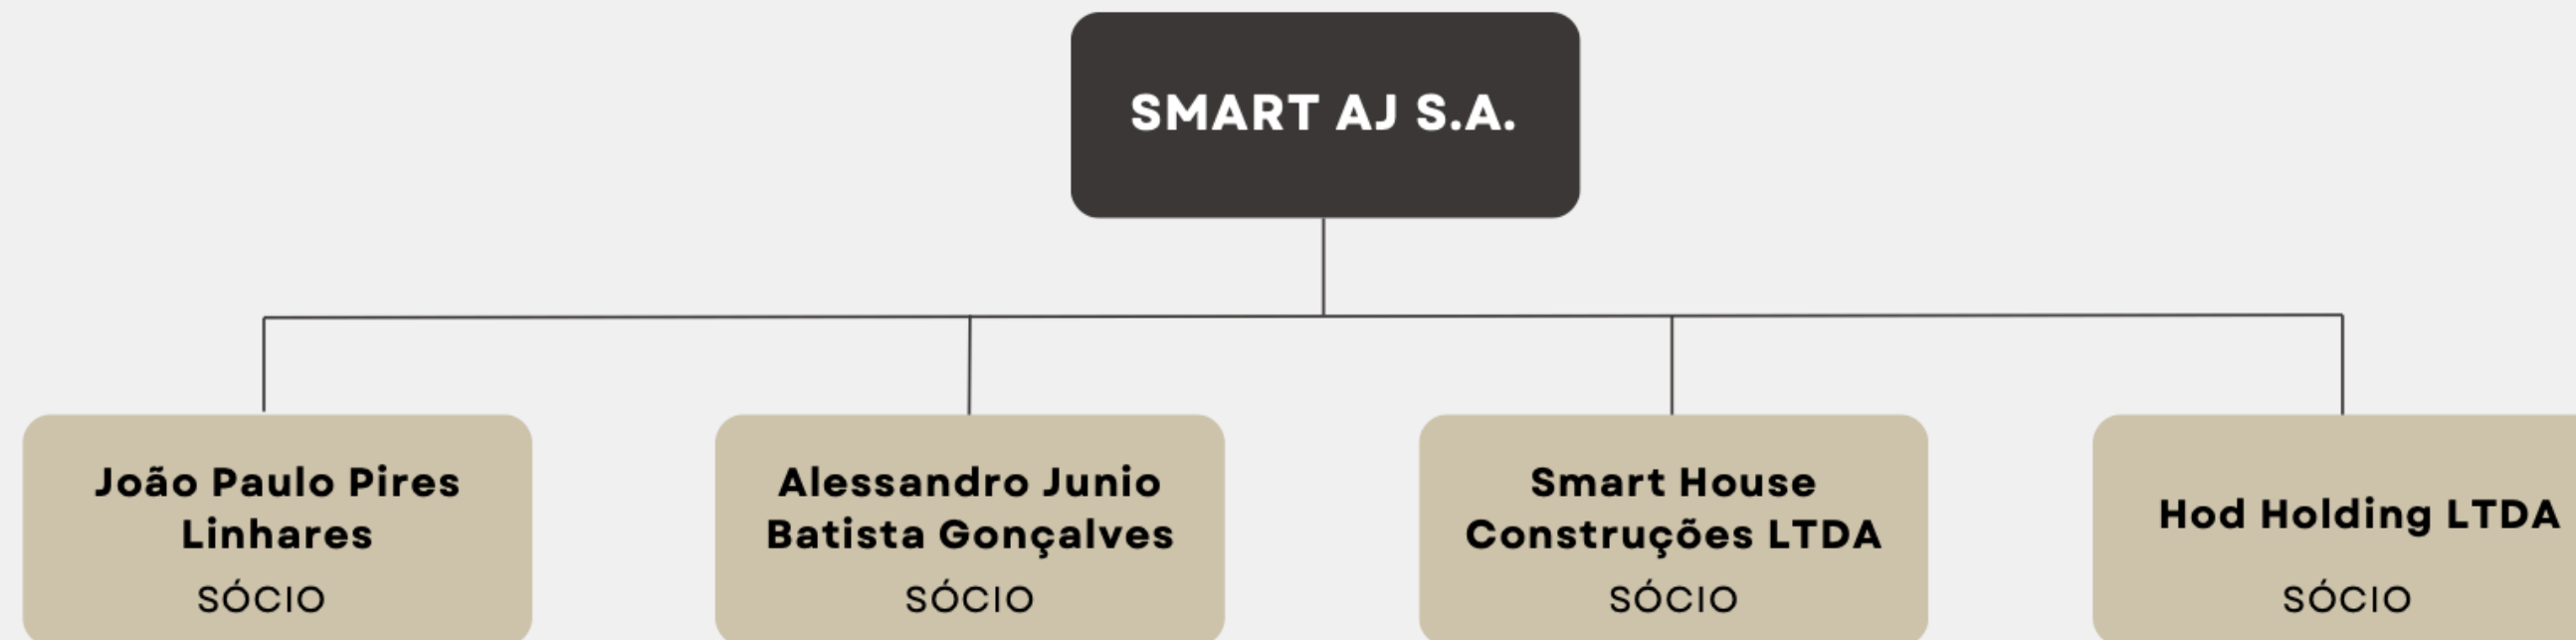 SMART AJ S.A.
João Paulo Pires
Linhares
SÓCIO
Alessandro Junio
Batista Gonçalves
SÓCIO
Smart House
Construções LTDA
SÓCIO
Hod Holding LTDA
SÓCIO